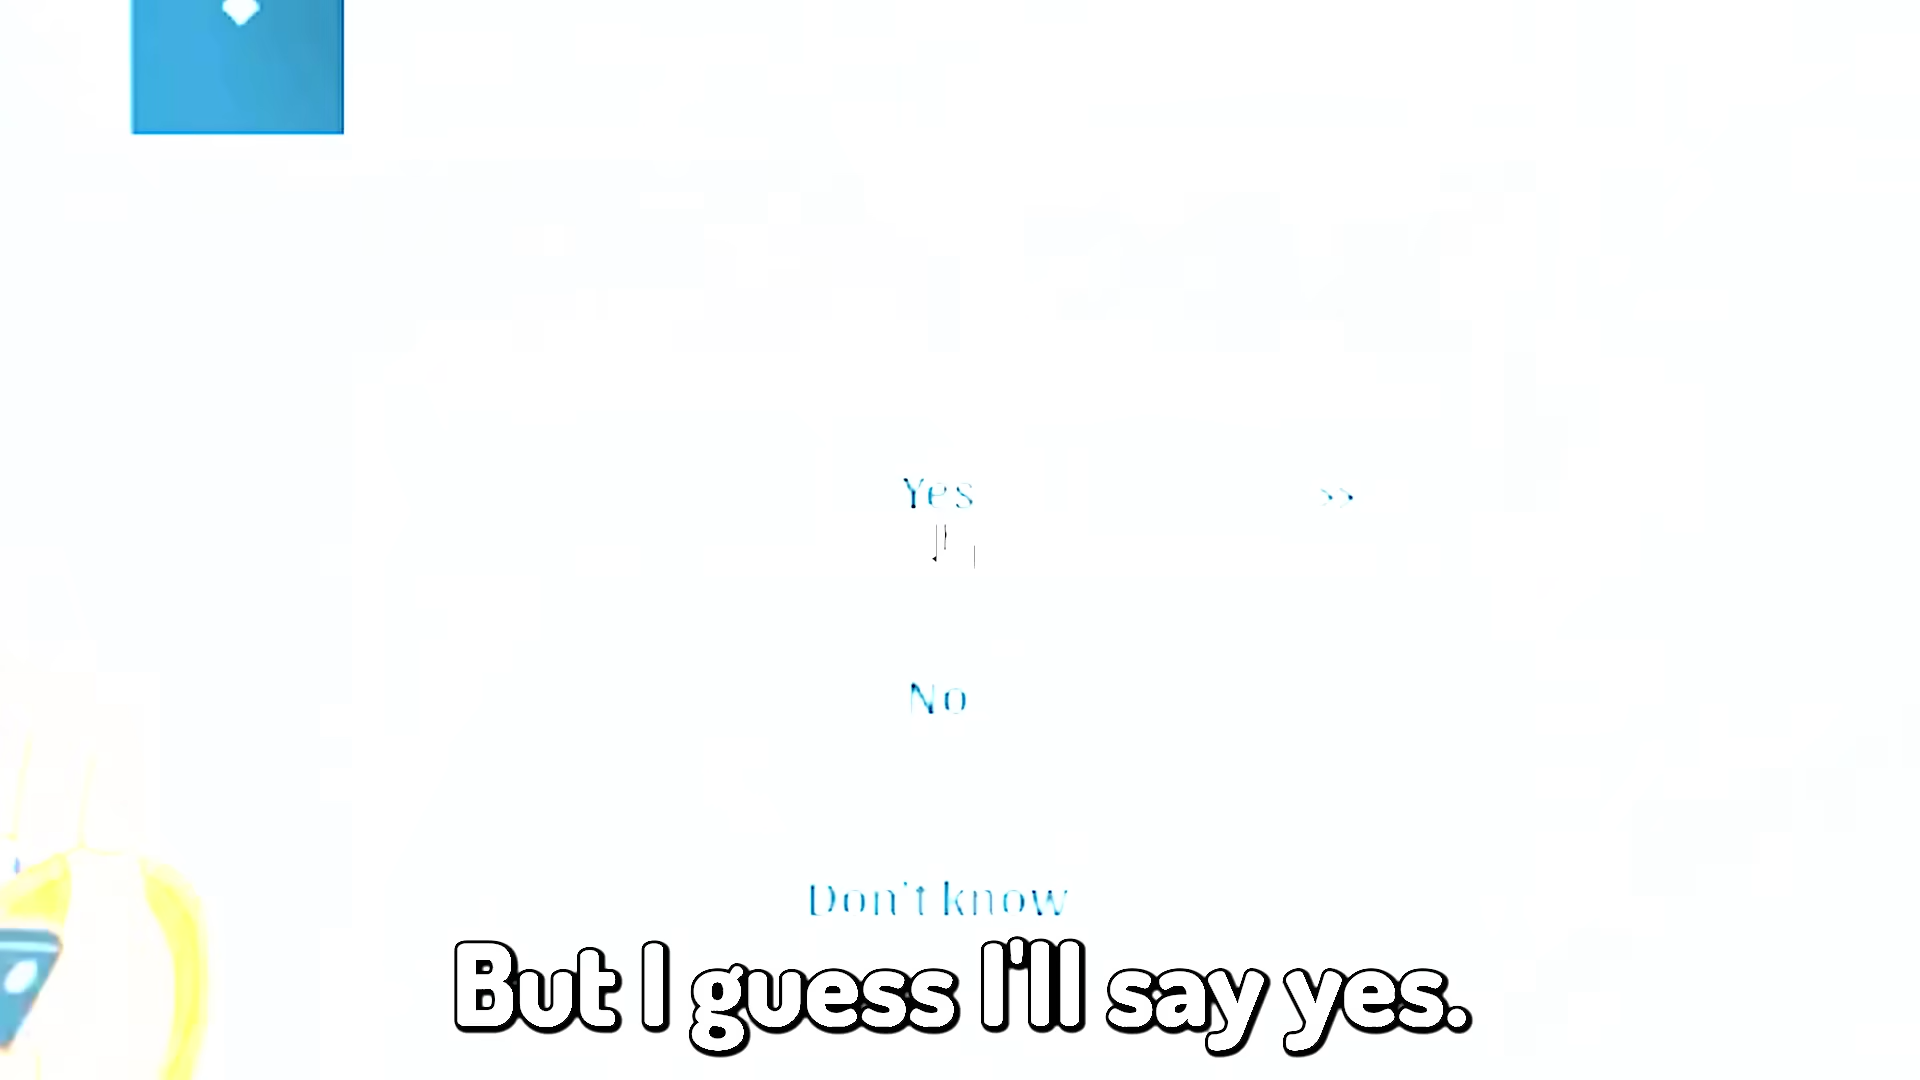 Yes >>
No
Don't know
But I guess I'll say yes.